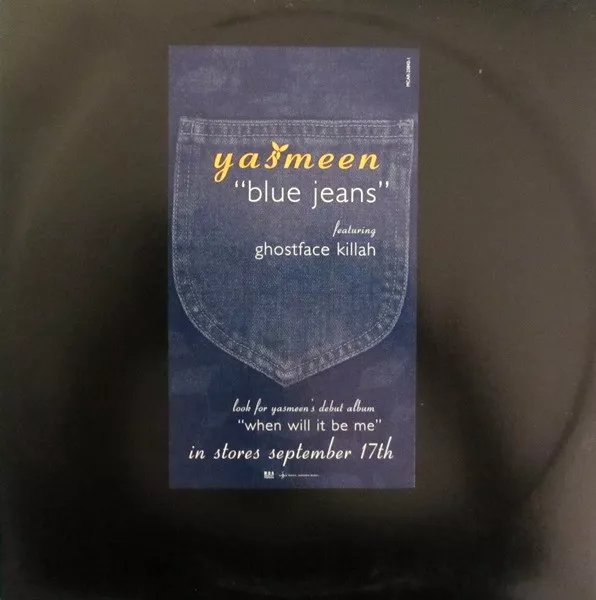 yasmeen
"blue jeans"
featuring
ghostface killah
look for yasmeen's debut album
"when will it be me"
in stores september 17th